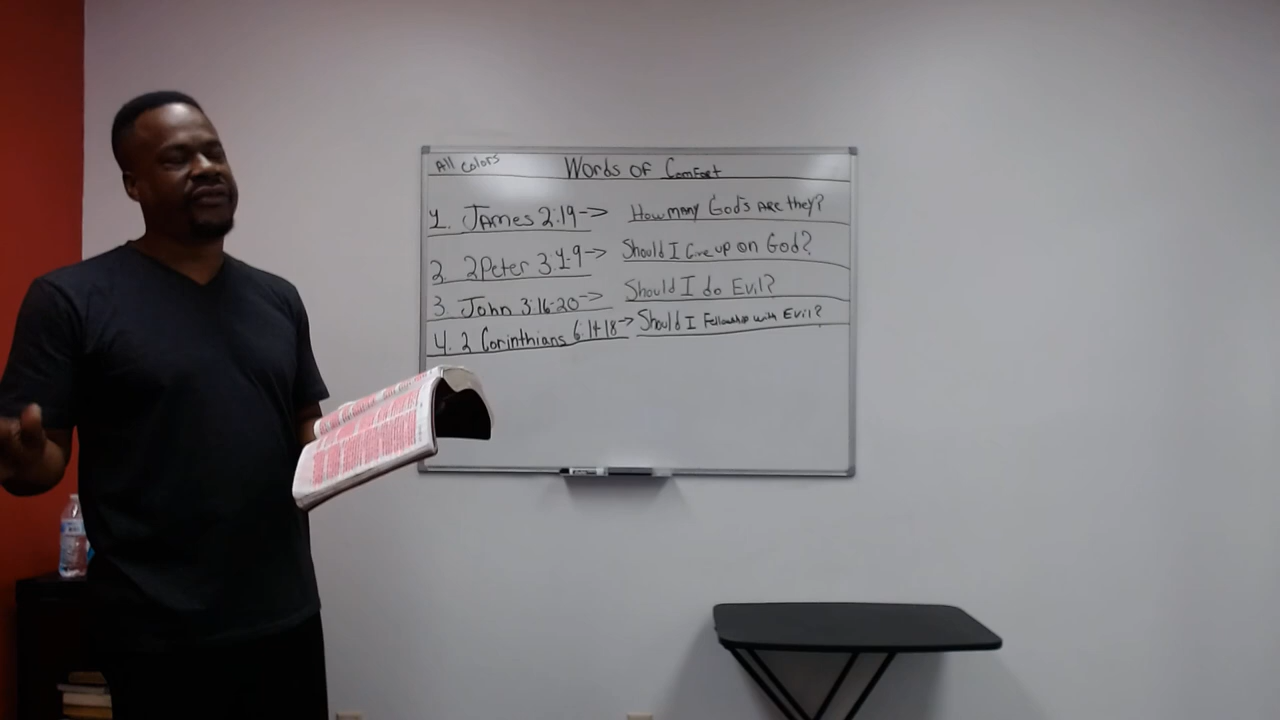 All colors
Words of Comfort
1. James 2:19-> How many God's Are they?
2. 2Peter 3:1-9-> Should I Give up on God?
3. John 3:16-20-> Should I do Evil?
4. 2 Corinthians 6:14-18-> Should I Fellowship with Evil?